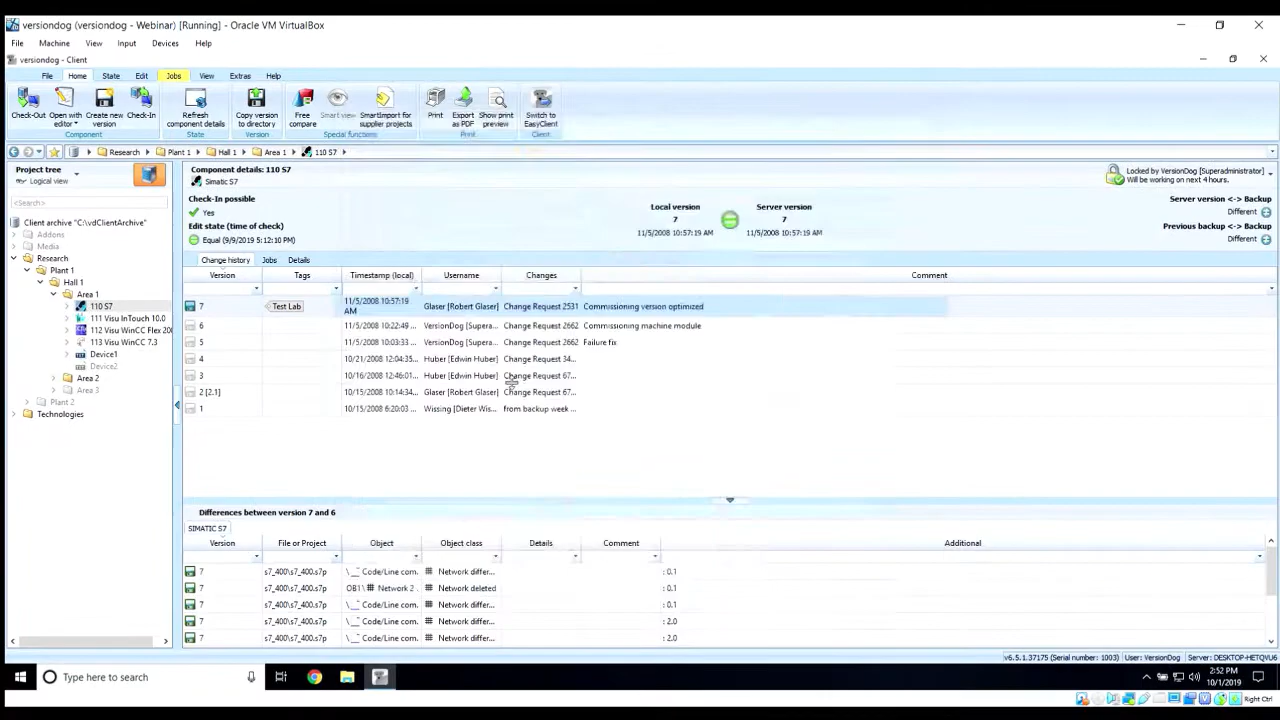 versiondog (versiondog - Webinar) [Running] - Oracle VM VirtualBox
File Machine View Input Devices Help
versiondog - Client
File Home State Edit Jobs View Extras Help
Check-Out Open with editor Create new version Check-In Refresh component details Copy version to directory Free compare Smart view SmartImport for supplier projects Print Export as PDF Show print preview Switch to EasyClient
Component State Version Special functions Print Client
Research Plant 1 Hall 1 Area 1 110 S7
Project tree
Logical view
<Search>
Client archive "C:\vdClientArchive"
Addons
Media
Research
Plant 1
Hall 1
Area 1
110 S7
111 Visu InTouch 10.0
112 Visu WinCC Flex 200
113 Visu WinCC 7.3
Device1
Device2
Area 2
Area 3
Plant 2
Technologies
Component details: 110 S7
Simatic S7
Locked by VersionDog [Superadministrator]
Will be working on next 4 hours.
Check-In possible
Yes
Edit state (time of check)
Equal (9/9/2019 5:12:10 PM)
Local version
7
11/5/2008 10:57:19 AM
Server version
7
11/5/2008 10:57:19 AM
Server version <-> Backup
Different
Previous backup <-> Backup
Different
Change history Jobs Details
Version Tags Timestamp (local) Username Changes Comment
7 Test Lab 11/5/2008 10:57:19 AM Glaser [Robert Glaser] Change Request 2531 Commissioning version optimized
6 11/5/2008 10:22:49 ... VersionDog [Supera... Change Request 2662 Commissioning machine module
5 11/5/2008 10:03:33 ... VersionDog [Supera... Change Request 2662 Failure fix
4 10/21/2008 12:04:35... Huber [Edwin Huber] Change Request 34...
3 10/16/2008 12:46:01... Huber [Edwin Huber] Change Request 67...
2 [2.1] 10/15/2008 10:14:34... Glaser [Robert Glaser] Change Request 67...
1 10/15/2008 6:20:03 ... Wissing [Dieter Wis... from backup week ...
Differences between version 7 and 6
SIMATIC S7
Version File or Project Object Object class Details Comment Additional
7 s7_400\s7_400.s7p \__ Code/Line com. Network differ... : 0.1
7 s7_400\s7_400.s7p OB1\ Network 2 . Network deleted : 0.1
7 s7_400\s7_400.s7p \__ Code/Line com. Network differ... : 0.1
7 s7_400\s7_400.s7p \__ Code/Line com. Network differ... : 2.0
7 s7_400\s7_400.s7p \__ Code/Line com. Network differ... : 2.0
v6.5.1.37175 (Serial number: 1003) User: VersionDog Server: DESKTOP-HETQVU6
Type here to search
2:52 PM
10/1/2019
Right Ctrl